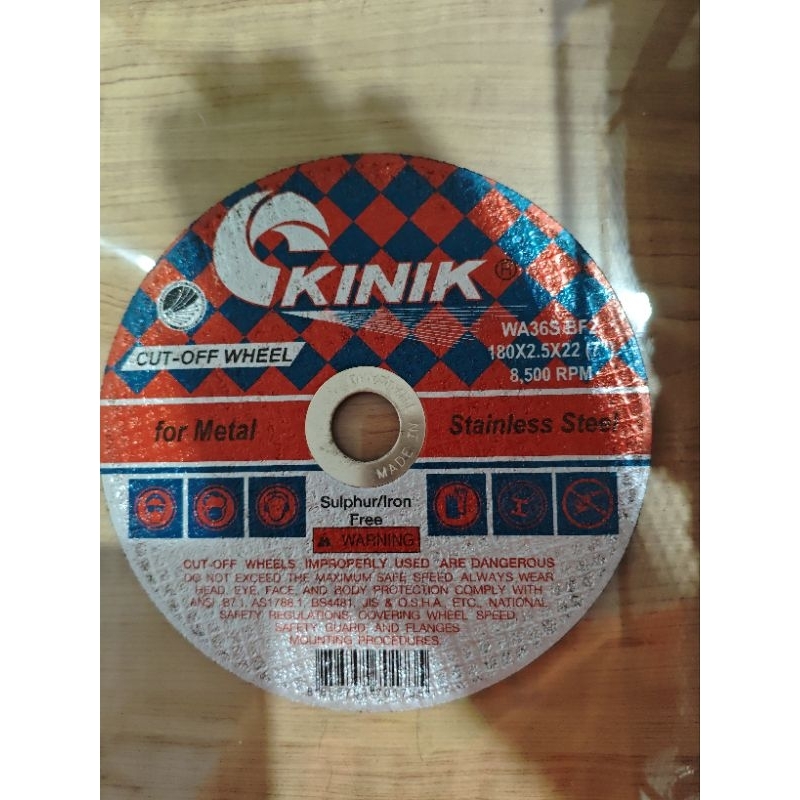 KINIK ®
WA36S BF2
180X2.5X22
8,500 RPM
CUT-OFF WHEEL
for Metal
Stainless Steel
MADE IN
Sulphur/Iron
Free
WARNING
CUT-OFF WHEELS IMPROPERLY USED ARE DANGEROUS
DO NOT EXCEED THE MAXIMUM SAFE SPEED. ALWAYS WEAR
HEAD, EYE, FACE, AND BODY PROTECTION COMPLY WITH
ANSI B7.1, AS1788.1, BS4481, JIS & O.S.H.A., ETC., NATIONAL
SAFETY REGULATIONS, COVERING WHEEL SPEED,
SAFETY GUARD, AND FLANGES
MOUNTING PROCEDURES.